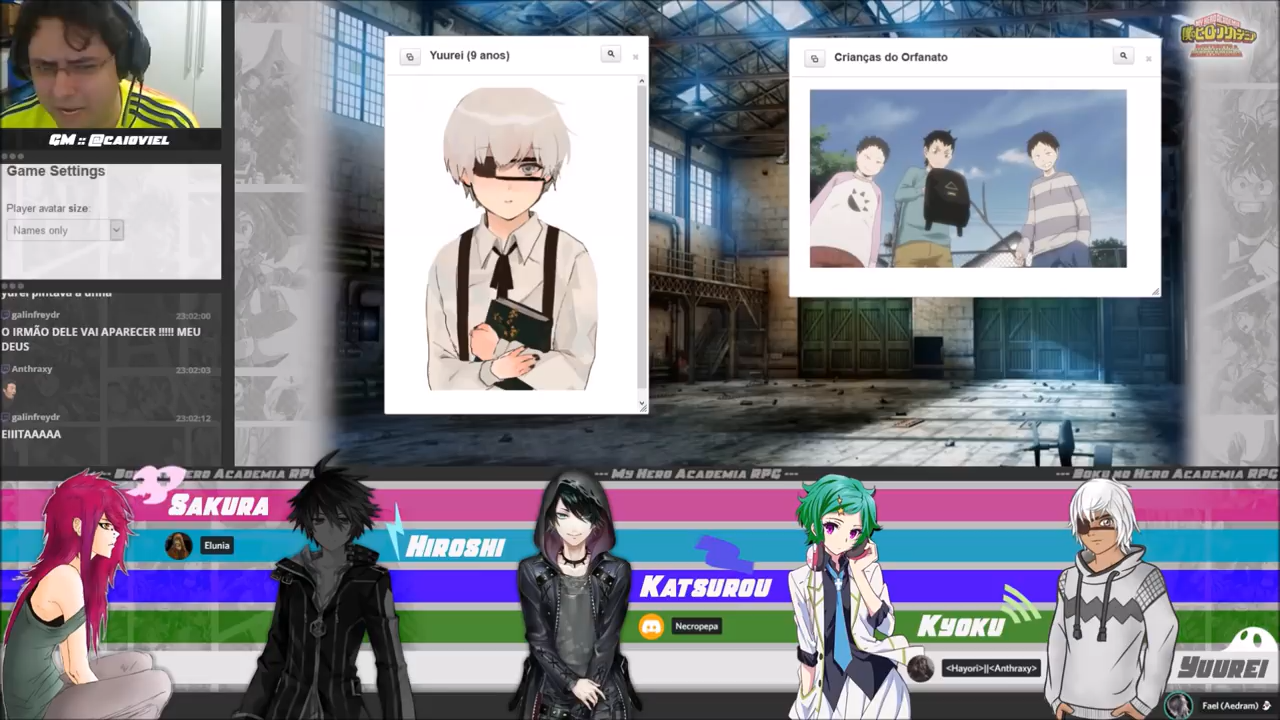 GM :: @CAIOVIEL
Game Settings
Player avatar size:
Names only
yurei pintava a unha
galinfreydr 23:02:00
O IRMÃO DELE VAI APARECER !!!!! MEU
DEUS
Anthraxy 23:02:03
galinfreydr 23:02:12
EIIITAAAAA
Yuurei (9 anos)
Crianças do Orfanato
MY HERO ACADEMIA
--- My Hero Academia RPG ---
--- Boku no Hero Academia RPG
Sakura
Elunia
Hiroshi
Katsurou
Necropepa
Kyoku
<Hayori>||<Anthraxy>
Yuurei
Fael (Aedram)